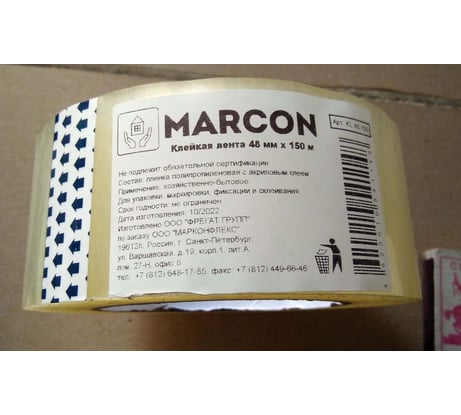 MARCON
Арт. KL 48 150
Клейкая лента 48 мм х 150 м
Не подлежит обязательной сертификации
Состав: пленка полипропиленовая с акриловым клеем.
Применение: хозяйственно-бытовое
Для упаковки, маркировки, фиксации и склеивания.
Срок годности: не ограничен
Дата изготовления: 10/2022
Изготовлено ООО "ФРЕГАТ ГРУПП"
по заказу ООО "МАРКОНФЛЕКС"
196126, Россия, г. Санкт-Петербург,
ул. Варшавская, д.19, корп.1, лит.А,
пом. 27-Н, офис 6
тел.: +7 (812) 648-17-55 факс: +7 (812) 449-66-46